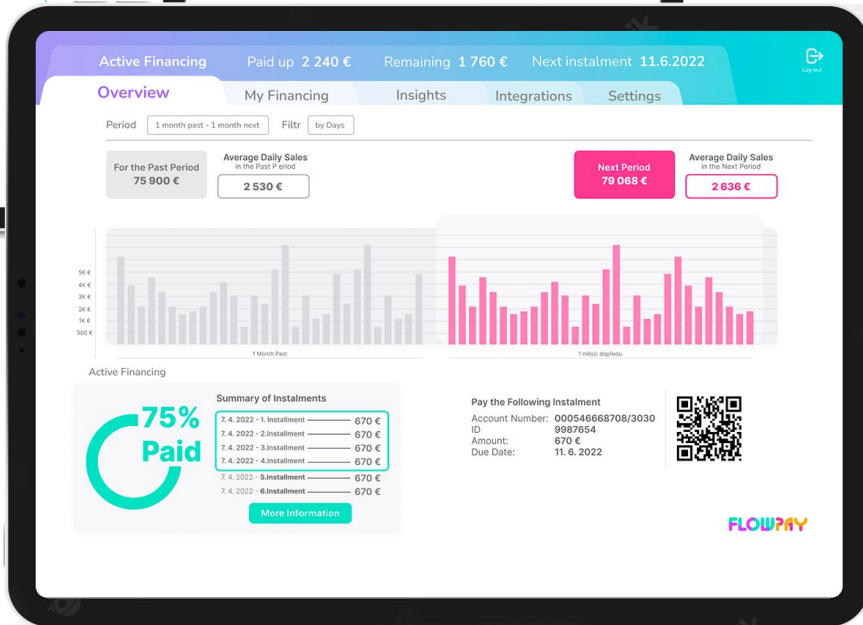 Active Financing Paid up 2 240 € Remaining 1 760 € Next instalment 11.6.2022
Log out
Overview My Financing Insights Integrations Settings
Period 1 month past - 1 month next Filtr by Days
For the Past Period
75 900 €
Average Daily Sales
in the Past P eriod
2 530 €
Next Period
79 068 €
Average Daily Sales
in the Next Period
2 636 €
5K €
4K €
3K €
2K €
1K €
500 €
1 Month Past
1 měsíc dopředu
Active Financing
75%
Paid
Summary of Instalments
7. 4. 2022 - 1. Installment 670 €
7. 4. 2022 - 2.Installment 670 €
7. 4. 2022 - 3.Installment 670 €
7. 4. 2022 - 4.Installment 670 €
7. 4. 2022 - 5.Installment 670 €
7. 4. 2022 - 6.Installment 670 €
More Information
Pay the Following Instalment
Account Number: 000546668708/3030
ID 9987654
Amount: 670 €
Due Date: 11. 6. 2022
FLOWPAY